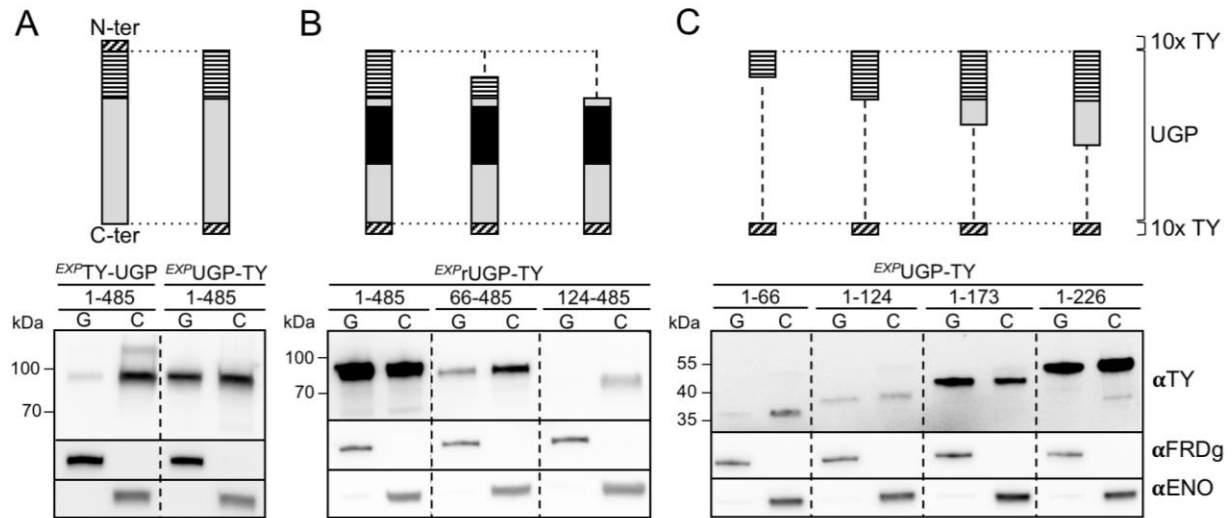 A
N-ter
C-ter
EXPTY-UGP EXPUGP-TY
1-485 1-485
G C G C
kDa
100
70
B
EXPrUGP-TY
1-485 66-485 124-485
G C G C G C
kDa
100
70
C
10x TY
UGP
10x TY
EXPUGP-TY
1-66 1-124 1-173 1-226
G C G C G C G C
kDa
55
40
35
αTY
αFRDg
αENO